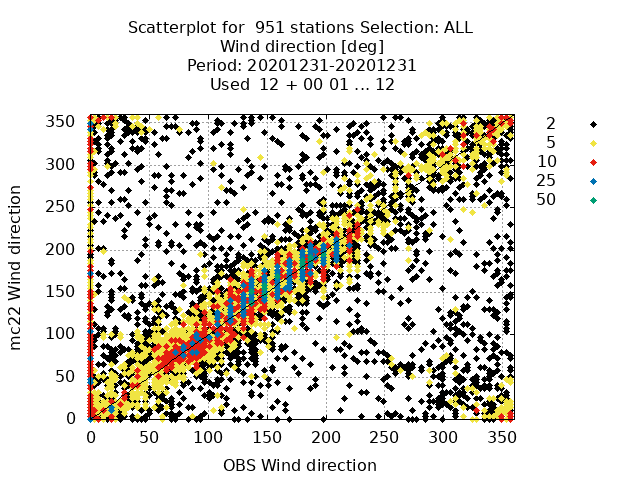 Scatterplot for  951 stations Selection: ALL
Wind direction [deg]
Period: 20201231-20201231
Used  12 + 00 01 ... 12
350
300
250
200
150
100
50
0
mc22 Wind direction
0 50 100 150 200 250 300 350
OBS Wind direction
2
5
10
25
50